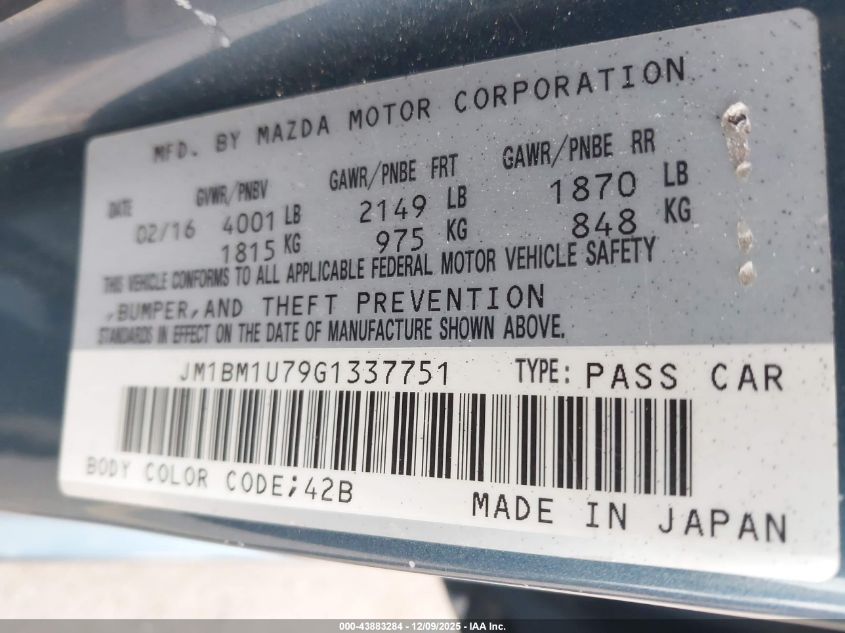 MFD. BY MAZDA MOTOR CORPORATION
DATE GVWR/PNBV GAWR/PNBE FRT GAWR/PNBE RR
02/16 4001 LB 2149 LB 1870 LB
1815 KG 975 KG 848 KG
THIS VEHICLE CONFORMS TO ALL APPLICABLE FEDERAL MOTOR VEHICLE SAFETY
,BUMPER,AND THEFT PREVENTION
STANDARDS IN EFFECT ON THE DATE OF MANUFACTURE SHOWN ABOVE.
JM1BM1U79G1337751 TYPE: PASS CAR
BODY COLOR CODE;42B
MADE IN JAPAN
000-43883284 - 12/09/2025 - IAA Inc.